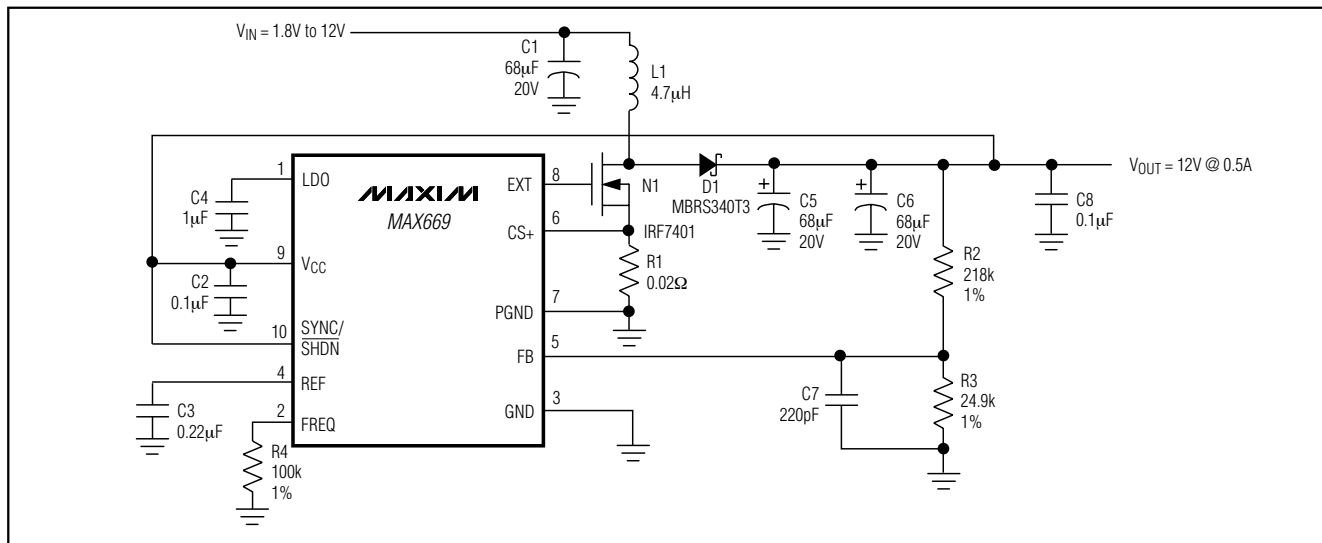 VIN = 1.8V to 12V
C1
68µF
20V
L1
4.7µH
1
LDO
MAXIM
MAX669
EXT
8
N1
IRF7401
D1
MBRS340T3
VOUT = 12V @ 0.5A
C4
1µF
CS+
6
C5
68µF
20V
C6
68µF
20V
C8
0.1µF
9
VCC
C2
0.1µF
R1
0.02Ω
R2
218k
1%
PGND
7
10
SYNC/
SHDN
FB
5
4
REF
C3
0.22µF
2
FREQ
GND
3
C7
220pF
R3
24.9k
1%
R4
100k
1%